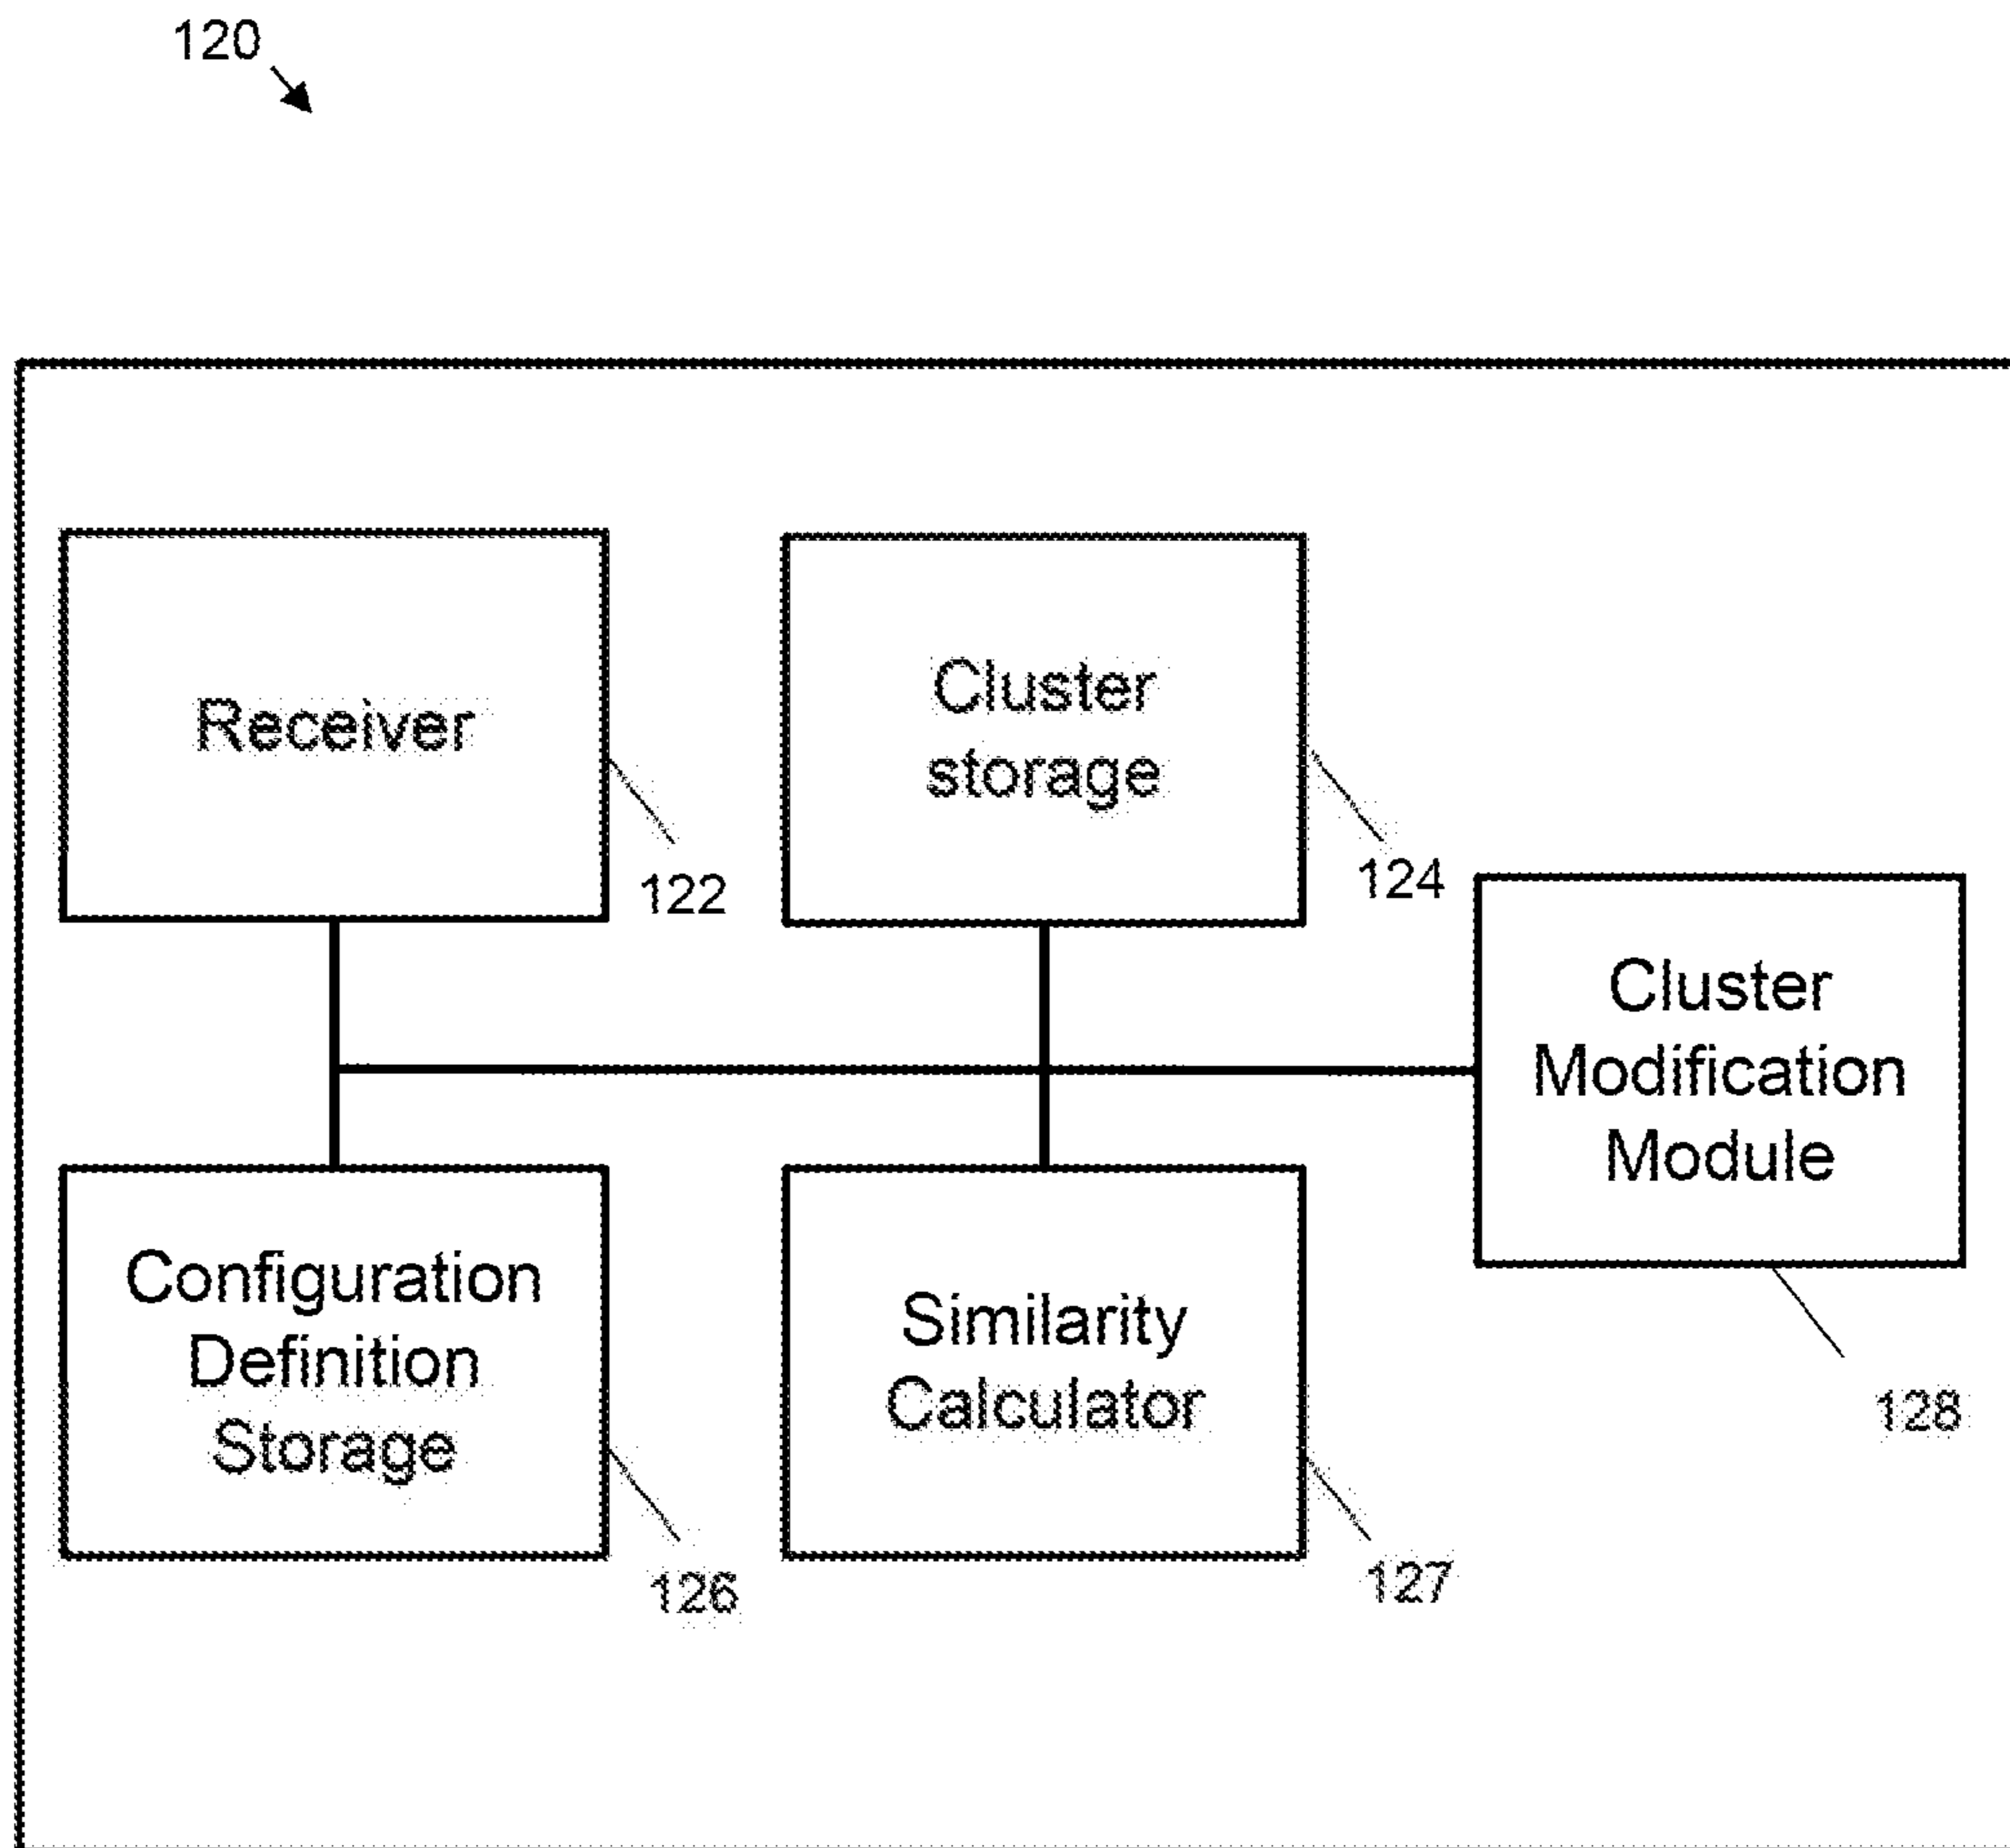 120
Receiver
122
Cluster
storage
124
Cluster
Modification
Module
128
Configuration
Definition
Storage
126
Similarity
Calculator
127